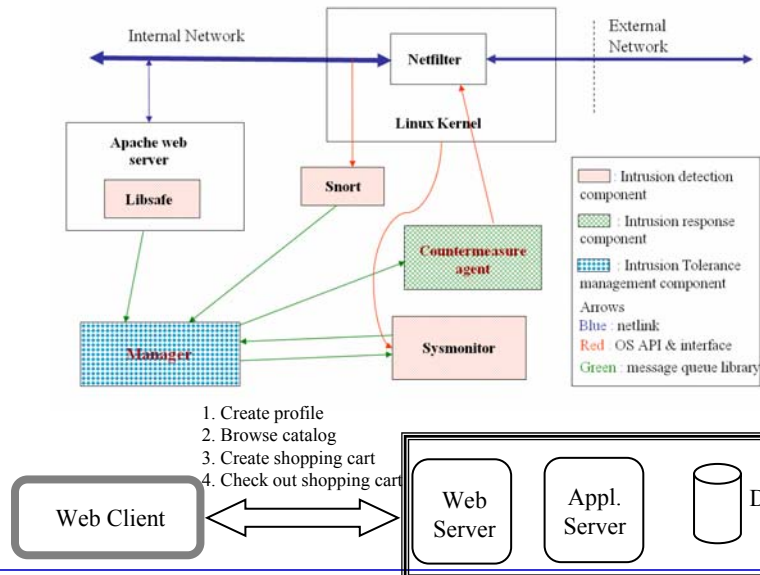 Internal Network
External
Network
Netfilter
Linux Kernel
Apache web
server
Libsafe
Snort
Countermeasure
agent
Manager
Sysmonitor
: Intrusion detection
component
: Intrusion response
component
: Intrusion Tolerance
management component
Arrows
Blue : netlink
Red : OS API & interface
Green : message queue library
1. Create profile
2. Browse catalog
3. Create shopping cart
4. Check out shopping cart
Web Client
Web
Server
Appl.
Server
D